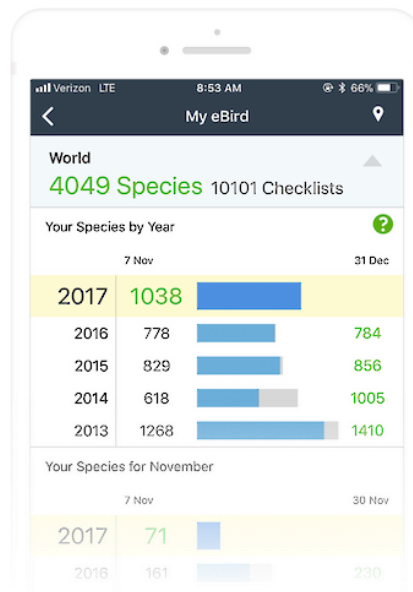 Verizon LTE 8:53 AM 66%
My eBird
World
4049 Species 10101 Checklists
Your Species by Year
7 Nov 31 Dec
2017 1038
2016 778 784
2015 829 856
2014 618 1005
2013 1268 1410
Your Species for November
7 Nov 30 Nov
2017 71
2016 161 230